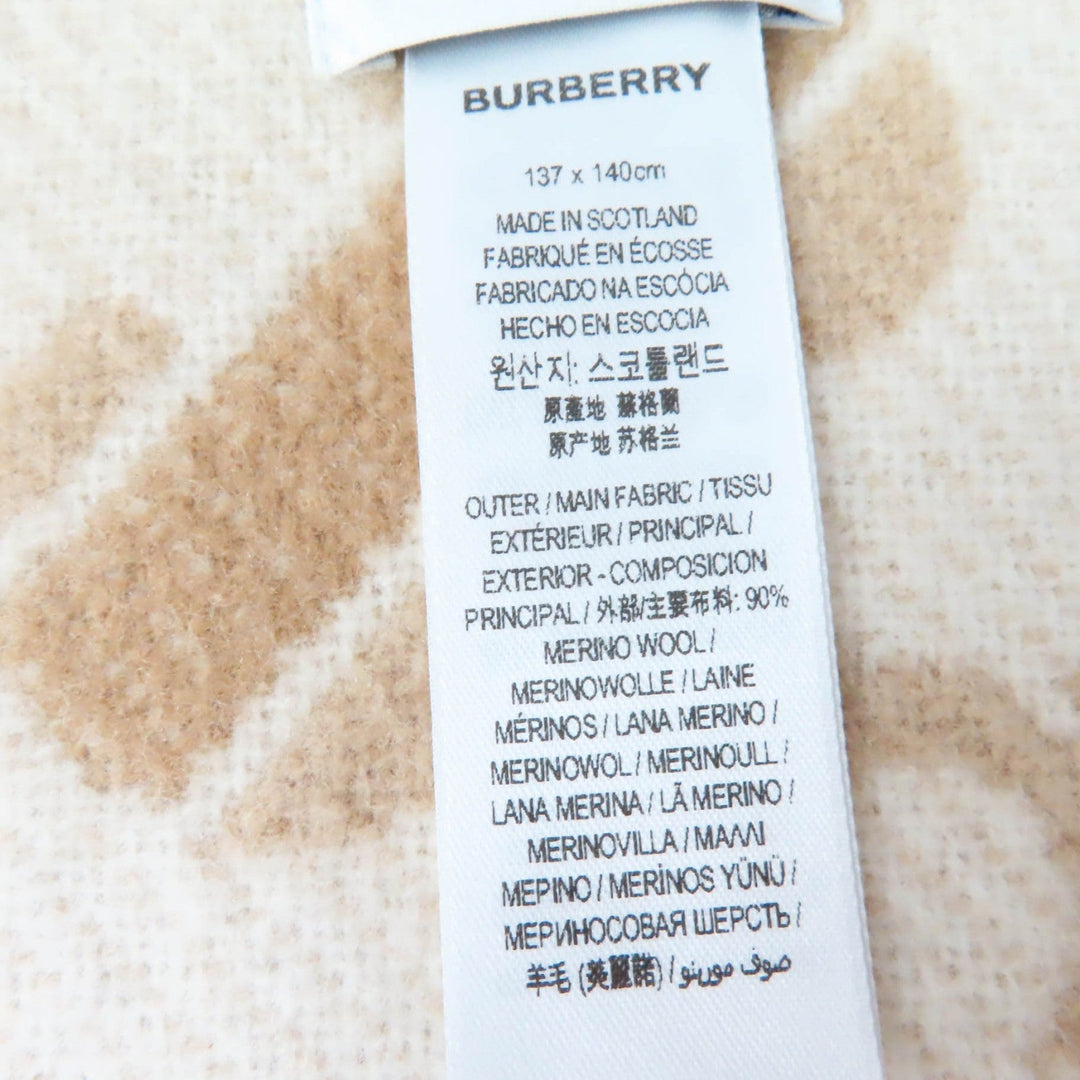 BURBERRY
137 x 140cm
MADE IN SCOTLAND
FABRIQUÉ EN ÉCOSSE
FABRICADO NA ESCÓCIA
HECHO EN ESCOCIA
원산지: 스코틀랜드
原產地 蘇格蘭
原产地 苏格兰
OUTER / MAIN FABRIC / TISSU
EXTÉRIEUR / PRINCIPAL /
EXTERIOR - COMPOSICION
PRINCIPAL / 外部/主要布料: 90%
MERINO WOOL /
MERINOWOLLE / LAINE
MÉRINOS / LANA MERINO /
MERINOWOL / MERINOULL /
LANA MERINA / LÃ MERINO /
MERINOVILLA / ΜΑΛΛΙ
ΜΕΡΙΝΟ / MERİNOS YÜNÜ /
МЕРИНОСОВАЯ ШЕРСТЬ /
羊毛 (美麗諾) / صوف مورينو